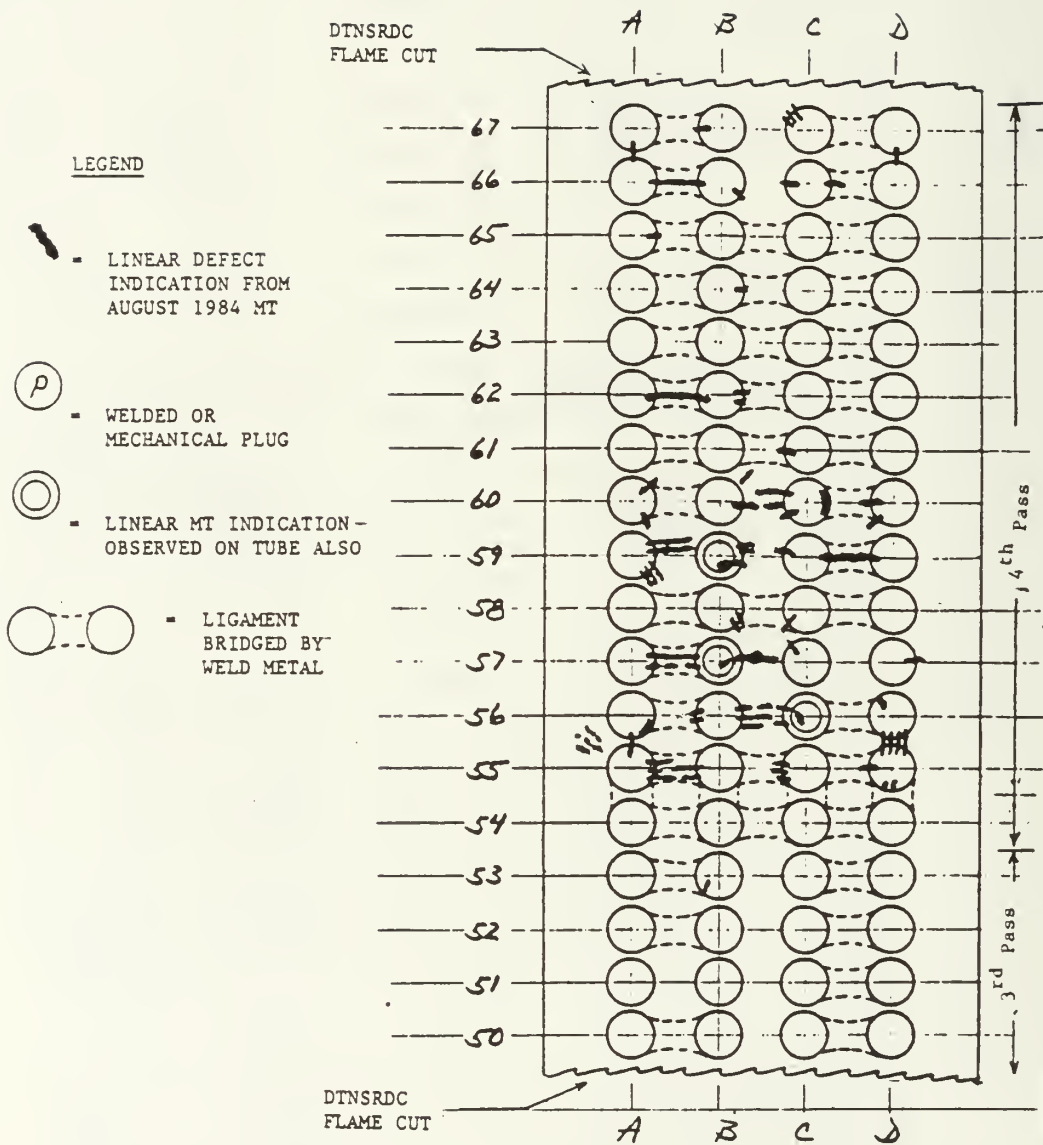 DTNSRDC
FLAME CUT
A B C D
LEGEND
= LINEAR DEFECT
INDICATION FROM
AUGUST 1984 MT
P
= WELDED OR
MECHANICAL PLUG
= LINEAR MT INDICATION -
OBSERVED ON TUBE ALSO
= LIGAMENT
BRIDGED BY
WELD METAL
67
66
65
64
63
62
61
60
59
58
57
56
55
54
53
52
51
50
4th Pass
3rd Pass
DTNSRDC
FLAME CUT
A B C D